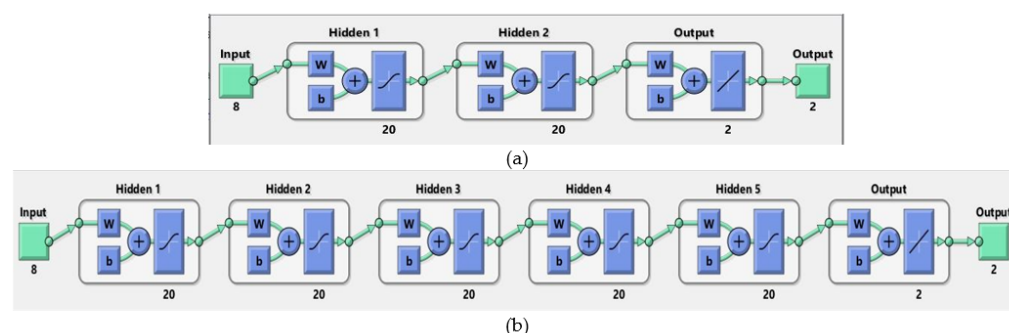 Hidden 1 Hidden 2 Output
Input Output
W W W
+ + +
b b b
8 2
20 20 2
(a)
Hidden 1 Hidden 2 Hidden 3 Hidden 4 Hidden 5 Output
Input Output
W W W W W W
+ + + + + +
b b b b b b
8 2
20 20 20 20 20 2
(b)